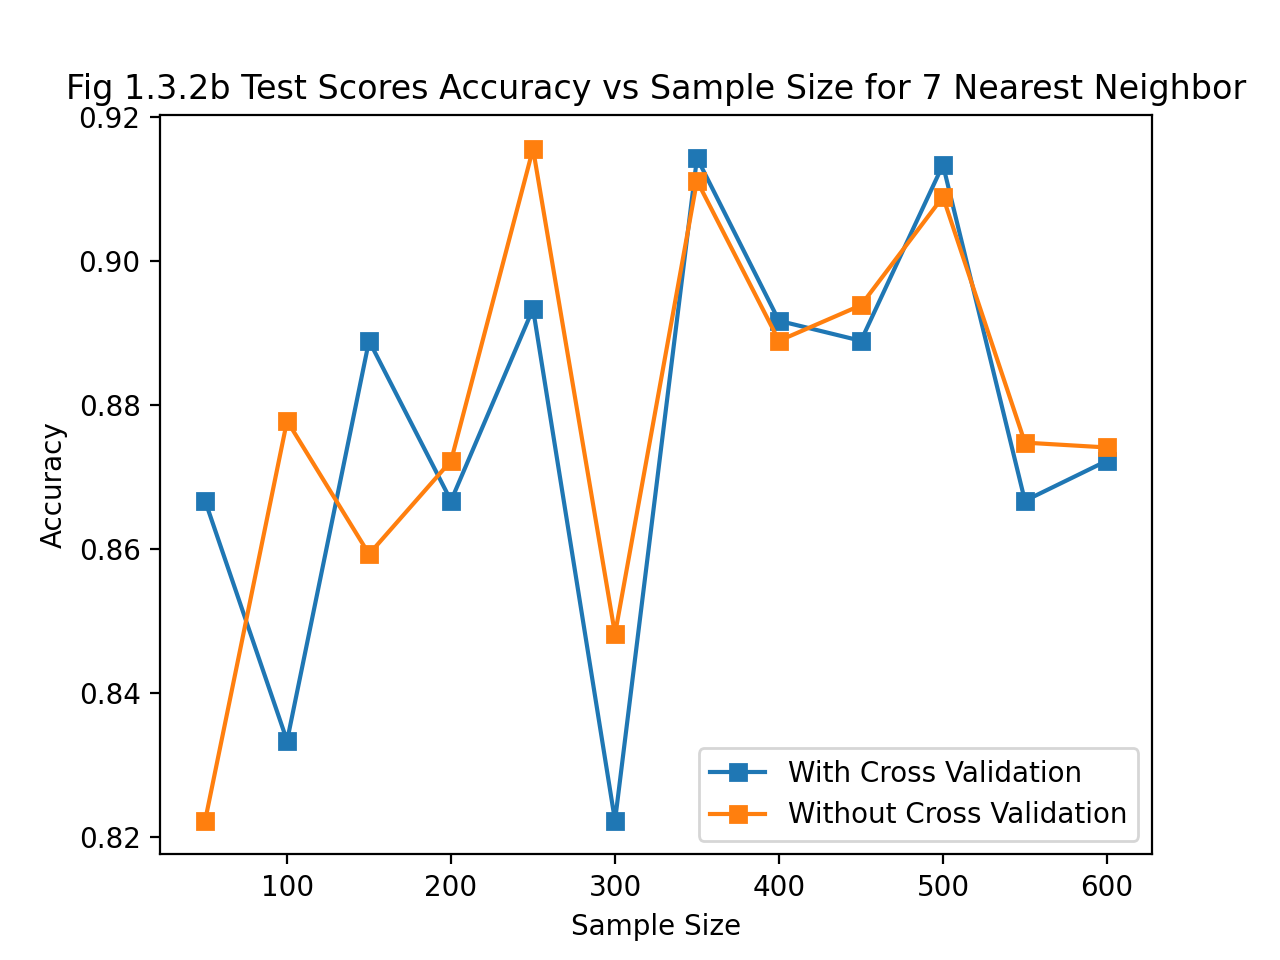 Fig 1.3.2b Test Scores Accuracy vs Sample Size for 7 Nearest Neighbor
0.92
0.90
0.88
0.86
0.84
0.82
Accuracy
With Cross Validation
Without Cross Validation
100 200 300 400 500 600
Sample Size